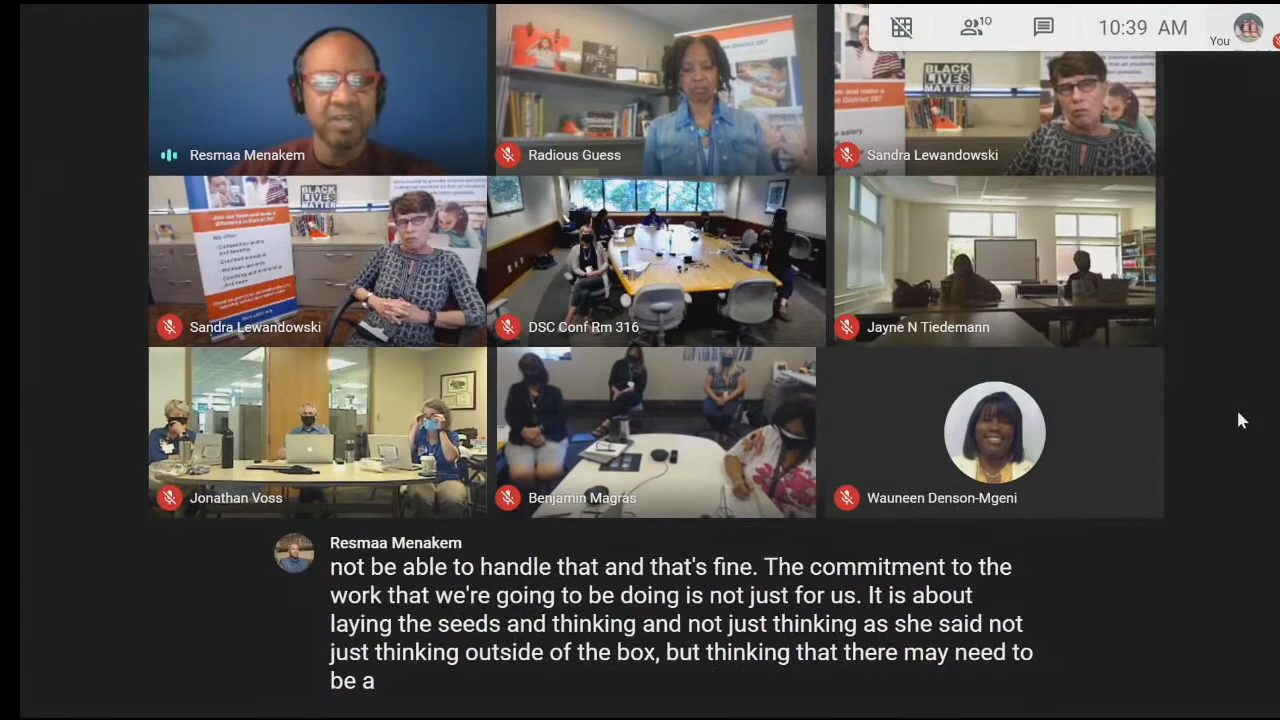 10
10:39 AM
You
Resmaa Menakem
District 287
Radious Guess
BLACK
LIVES
MATTER
Sandra Lewandowski
BLACK
LIVES
MATTER
Sandra Lewandowski
DSC Conf Rm 316
Jayne N Tiedemann
Jonathan Voss
Benjamin Magras
Wauneen Denson-Mgeni
Resmaa Menakem
not be able to handle that and that's fine. The commitment to the
work that we're going to be doing is not just for us. It is about
laying the seeds and thinking and not just thinking as she said not
just thinking outside of the box, but thinking that there may need to
be a